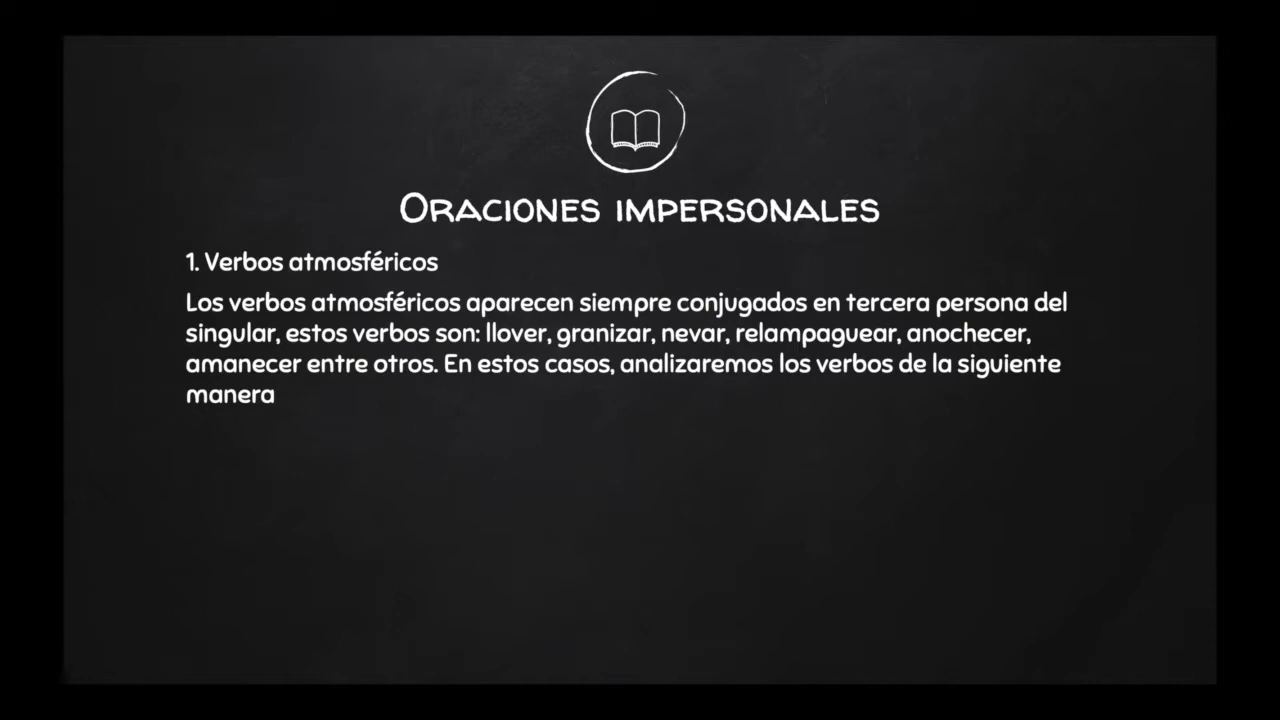 Oraciones impersonales
1. Verbos atmosféricos
Los verbos atmosféricos aparecen siempre conjugados en tercera persona del
singular, estos verbos son: llover, granizar, nevar, relampaguear, anochecer,
amanecer entre otros. En estos casos, analizaremos los verbos de la siguiente
manera